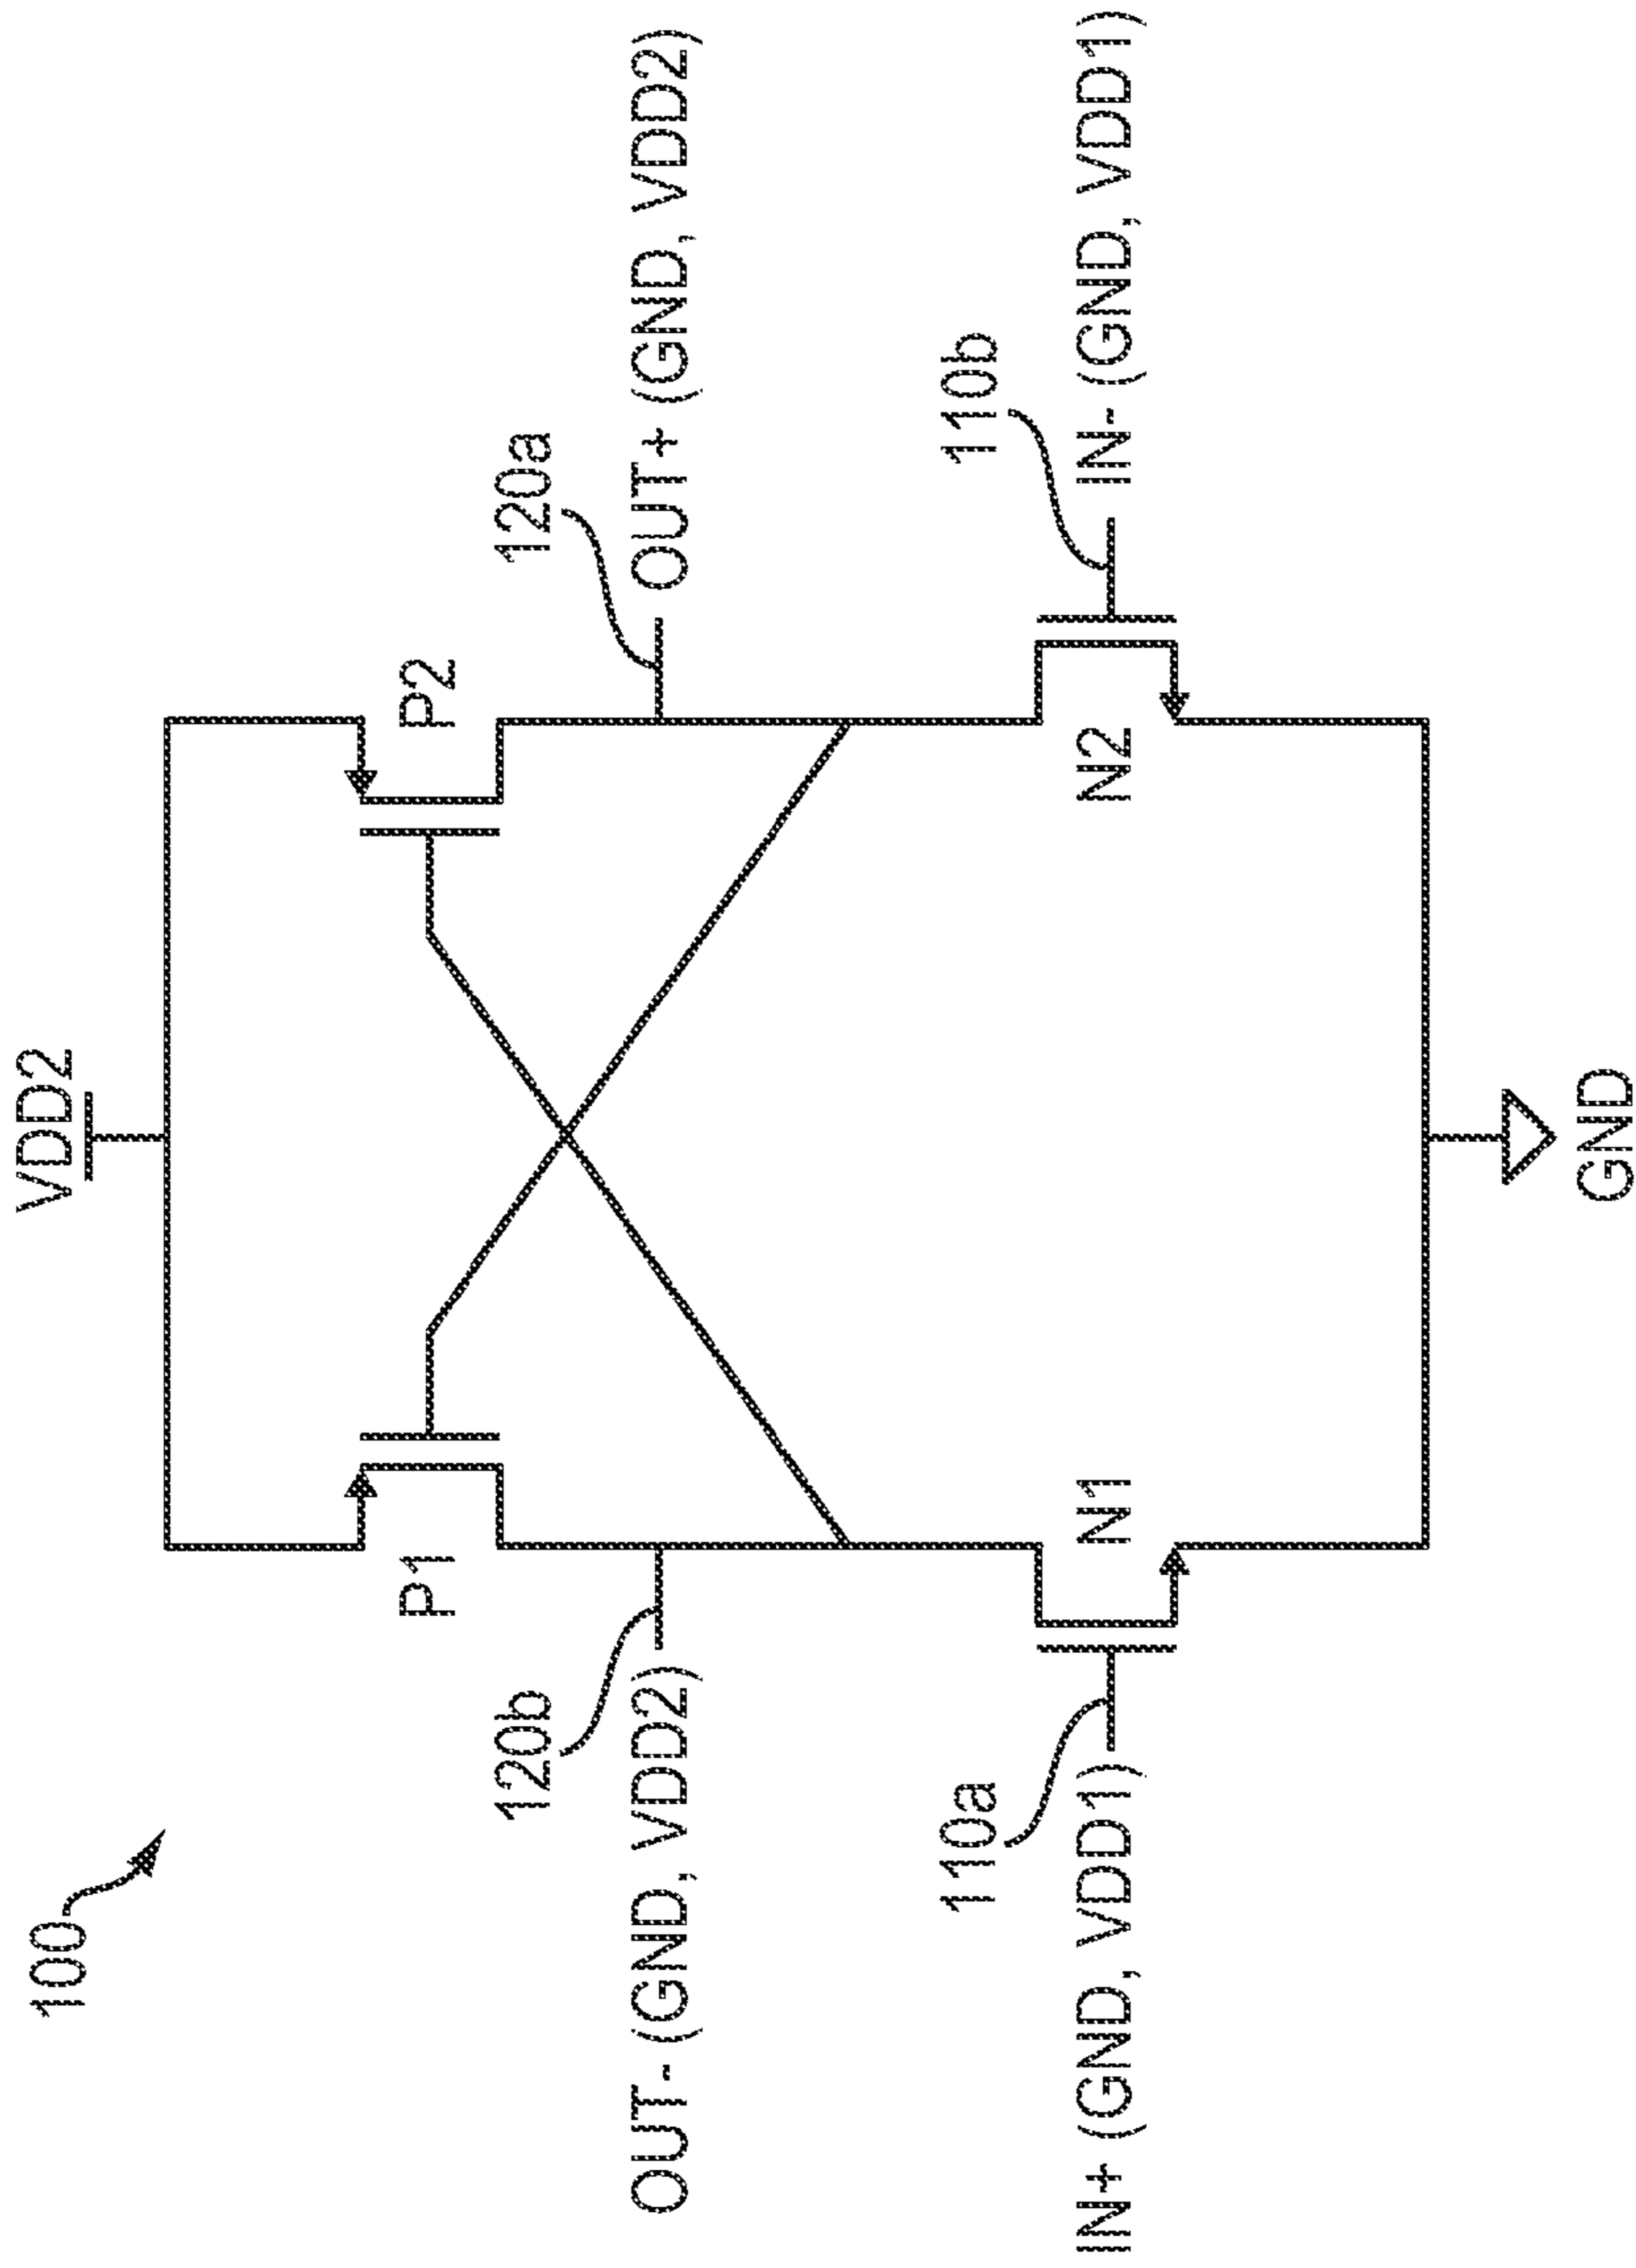 100
VDD2
P1
P2
120b
120a
OUT- (GND, VDD2)
OUT+ (GND, VDD2)
110a
110b
IN+ (GND, VDD1)
N1
N2
IN- (GND, VDD1)
GND